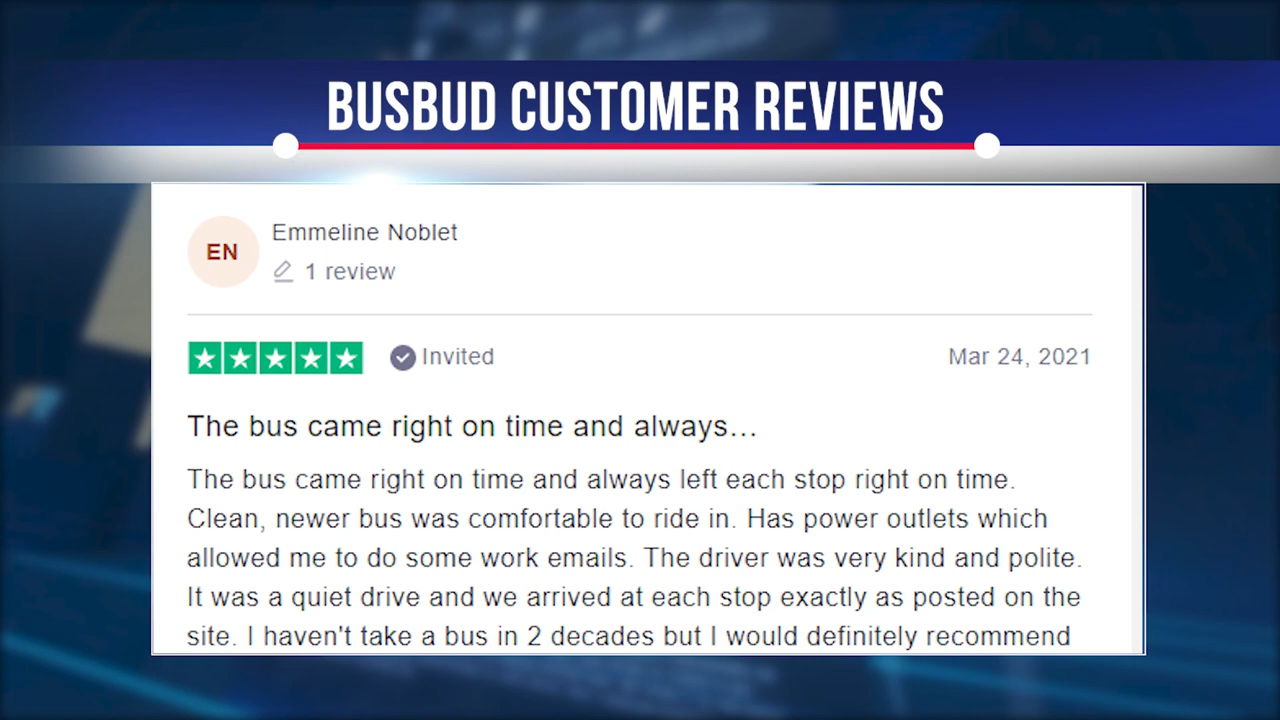 BUSBUD CUSTOMER REVIEWS
EN
Emmeline Noblet
1 review
Invited
Mar 24, 2021
The bus came right on time and always...
The bus came right on time and always left each stop right on time.
Clean, newer bus was comfortable to ride in. Has power outlets which
allowed me to do some work emails. The driver was very kind and polite.
It was a quiet drive and we arrived at each stop exactly as posted on the
site. I haven't take a bus in 2 decades but I would definitely recommend